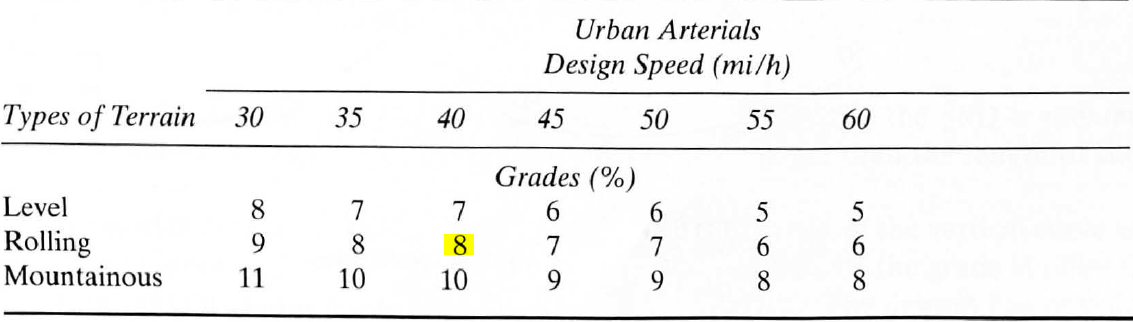 Urban Arterials
Design Speed (mi/h)
Types of Terrain 30 35 40 45 50 55 60
Grades (%)
Level 8 7 7 6 6 5 5
Rolling 9 8 8 7 7 6 6
Mountainous 11 10 10 9 9 8 8